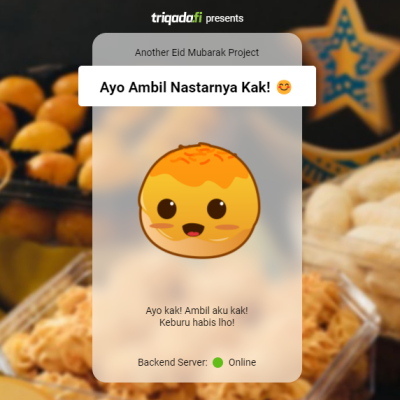 triqada.fi presents
Another Eid Mubarak Project
Ayo Ambil Nastarnya Kak! 😊
Ayo kak! Ambil aku kak!
Keburu habis lho!
Backend Server: Online